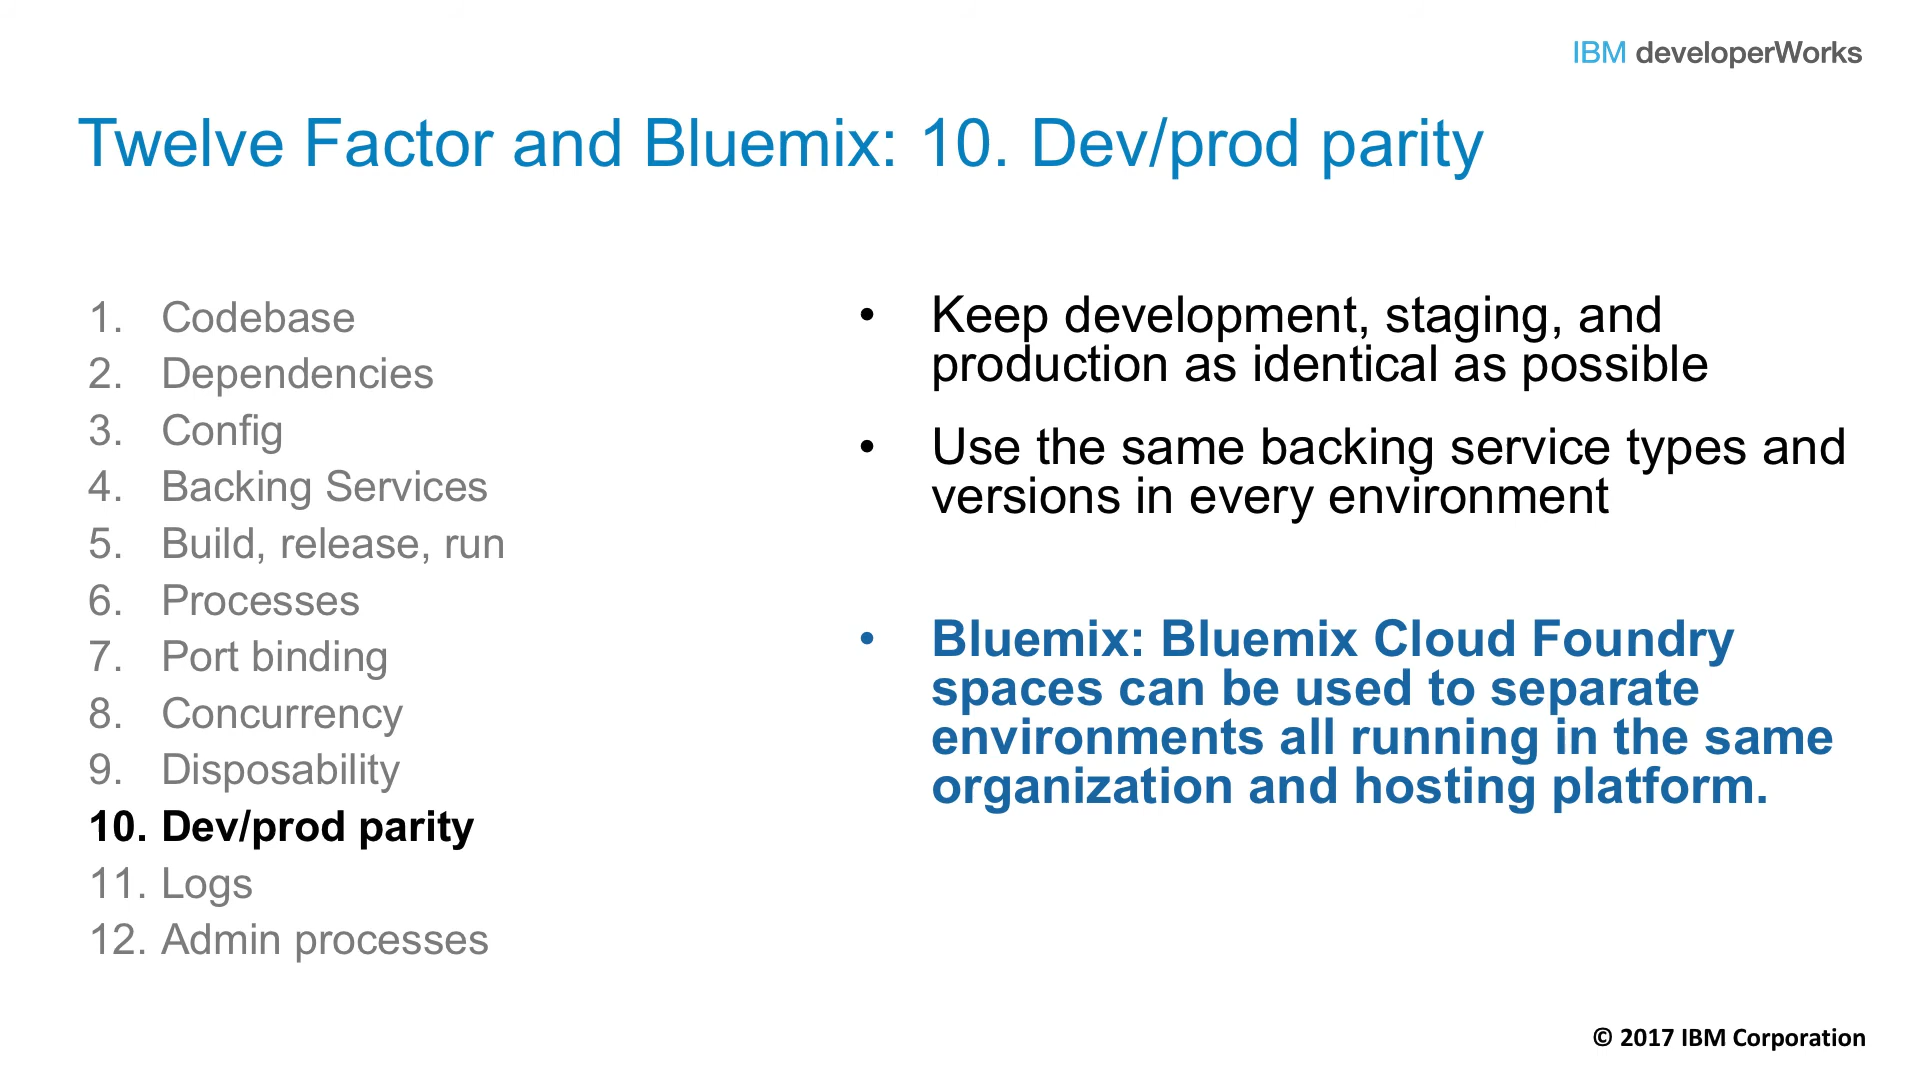 IBM developerWorks
Twelve Factor and Bluemix: 10. Dev/prod parity
1. Codebase
2. Dependencies
3. Config
4. Backing Services
5. Build, release, run
6. Processes
7. Port binding
8. Concurrency
9. Disposability
10. Dev/prod parity
11. Logs
12. Admin processes
• Keep development, staging, and
production as identical as possible
• Use the same backing service types and
versions in every environment
• Bluemix: Bluemix Cloud Foundry
spaces can be used to separate
environments all running in the same
organization and hosting platform.
© 2017 IBM Corporation